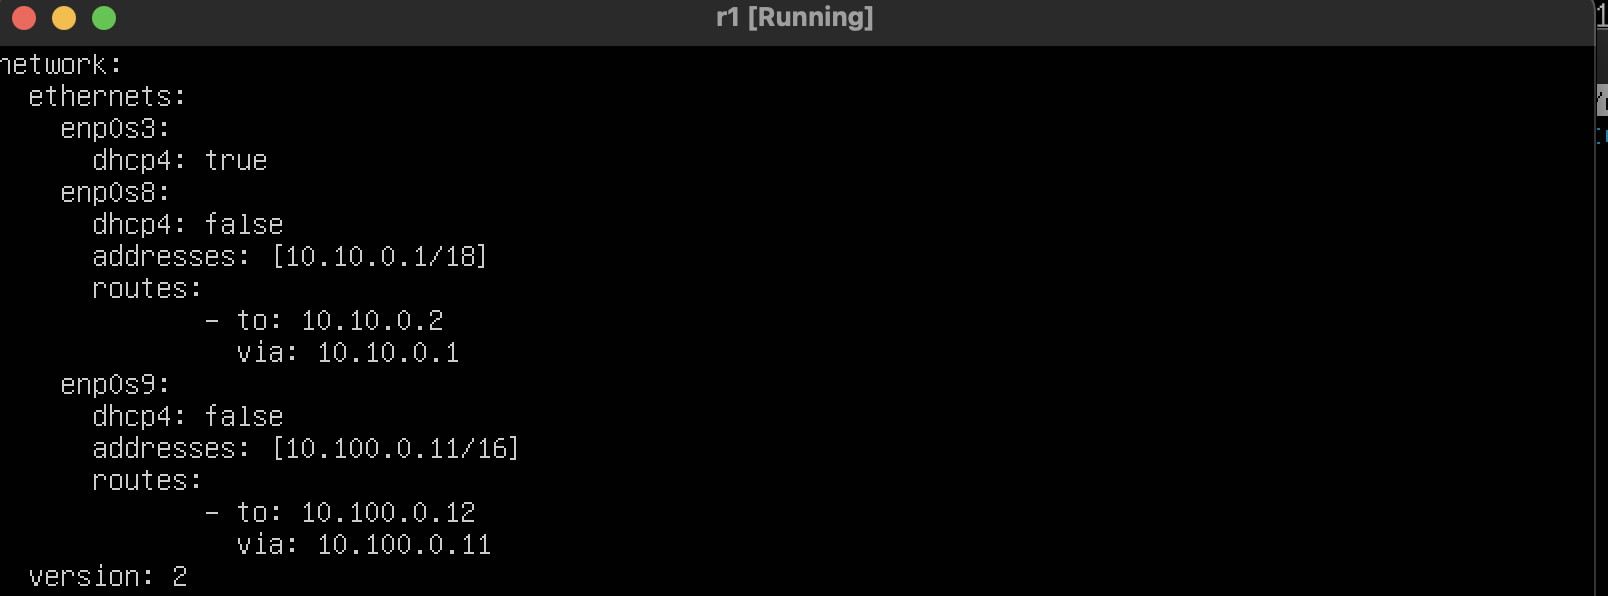 r1 [Running]
network:
  ethernets:
    enp0s3:
      dhcp4: true
    enp0s8:
      dhcp4: false
      addresses: [10.10.0.1/18]
      routes:
             - to: 10.10.0.2
               via: 10.10.0.1
    enp0s9:
      dhcp4: false
      addresses: [10.100.0.11/16]
      routes:
             - to: 10.100.0.12
               via: 10.100.0.11
  version: 2